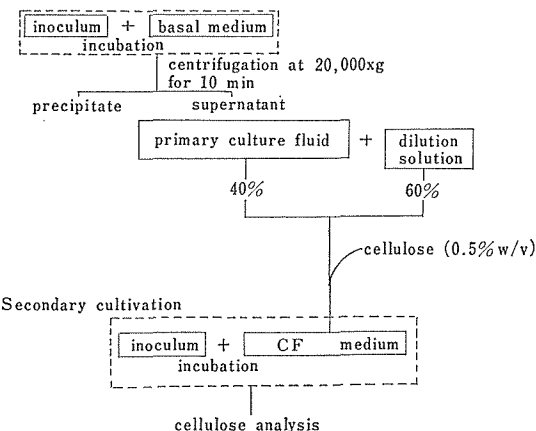 inoculum + basal medium
incubation
centrifugation at 20,000xg
for 10 min
precipitate supernatant
primary culture fluid + dilution
solution
40% 60%
cellulose (0.5% w/v)
Secondary cultivation
inoculum + CF medium
incubation
cellulose analysis